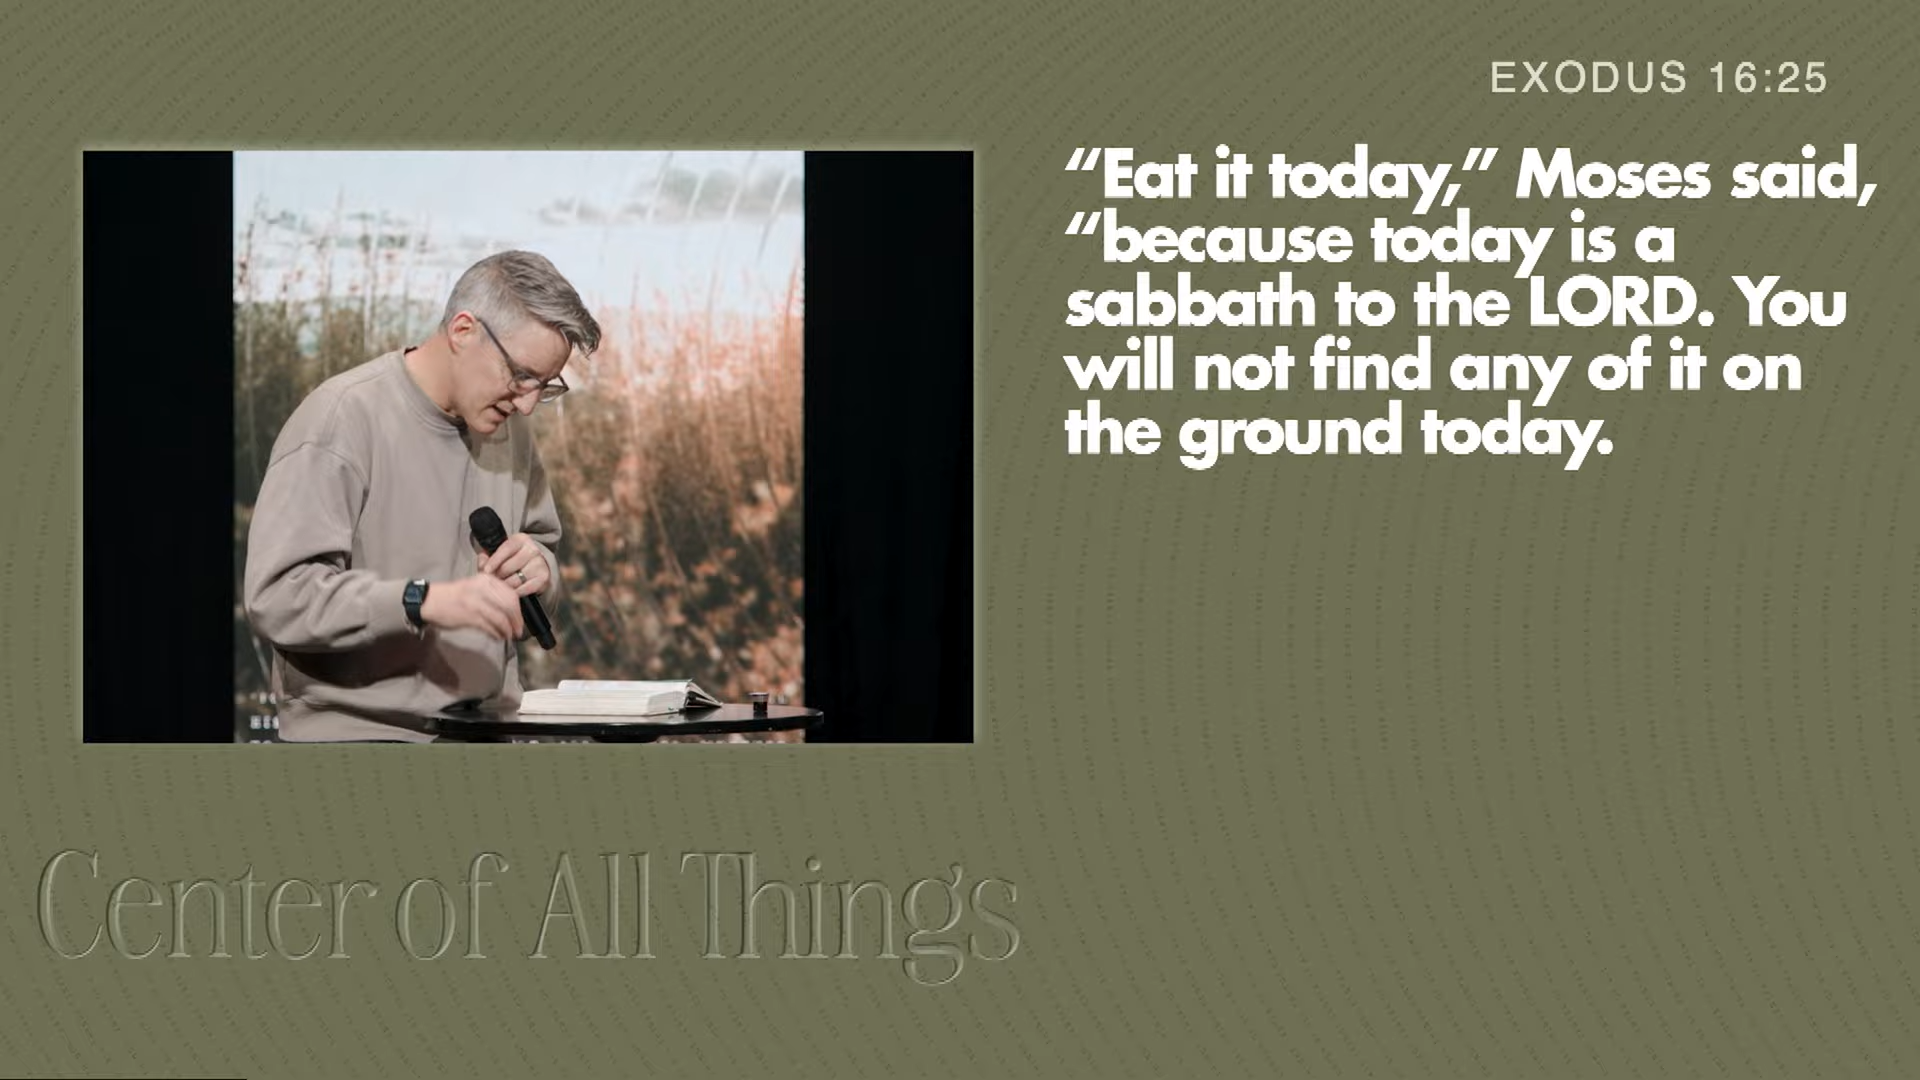 EXODUS 16:25
“Eat it today,” Moses said,
“because today is a
sabbath to the LORD. You
will not find any of it on
the ground today.
Center of All Things